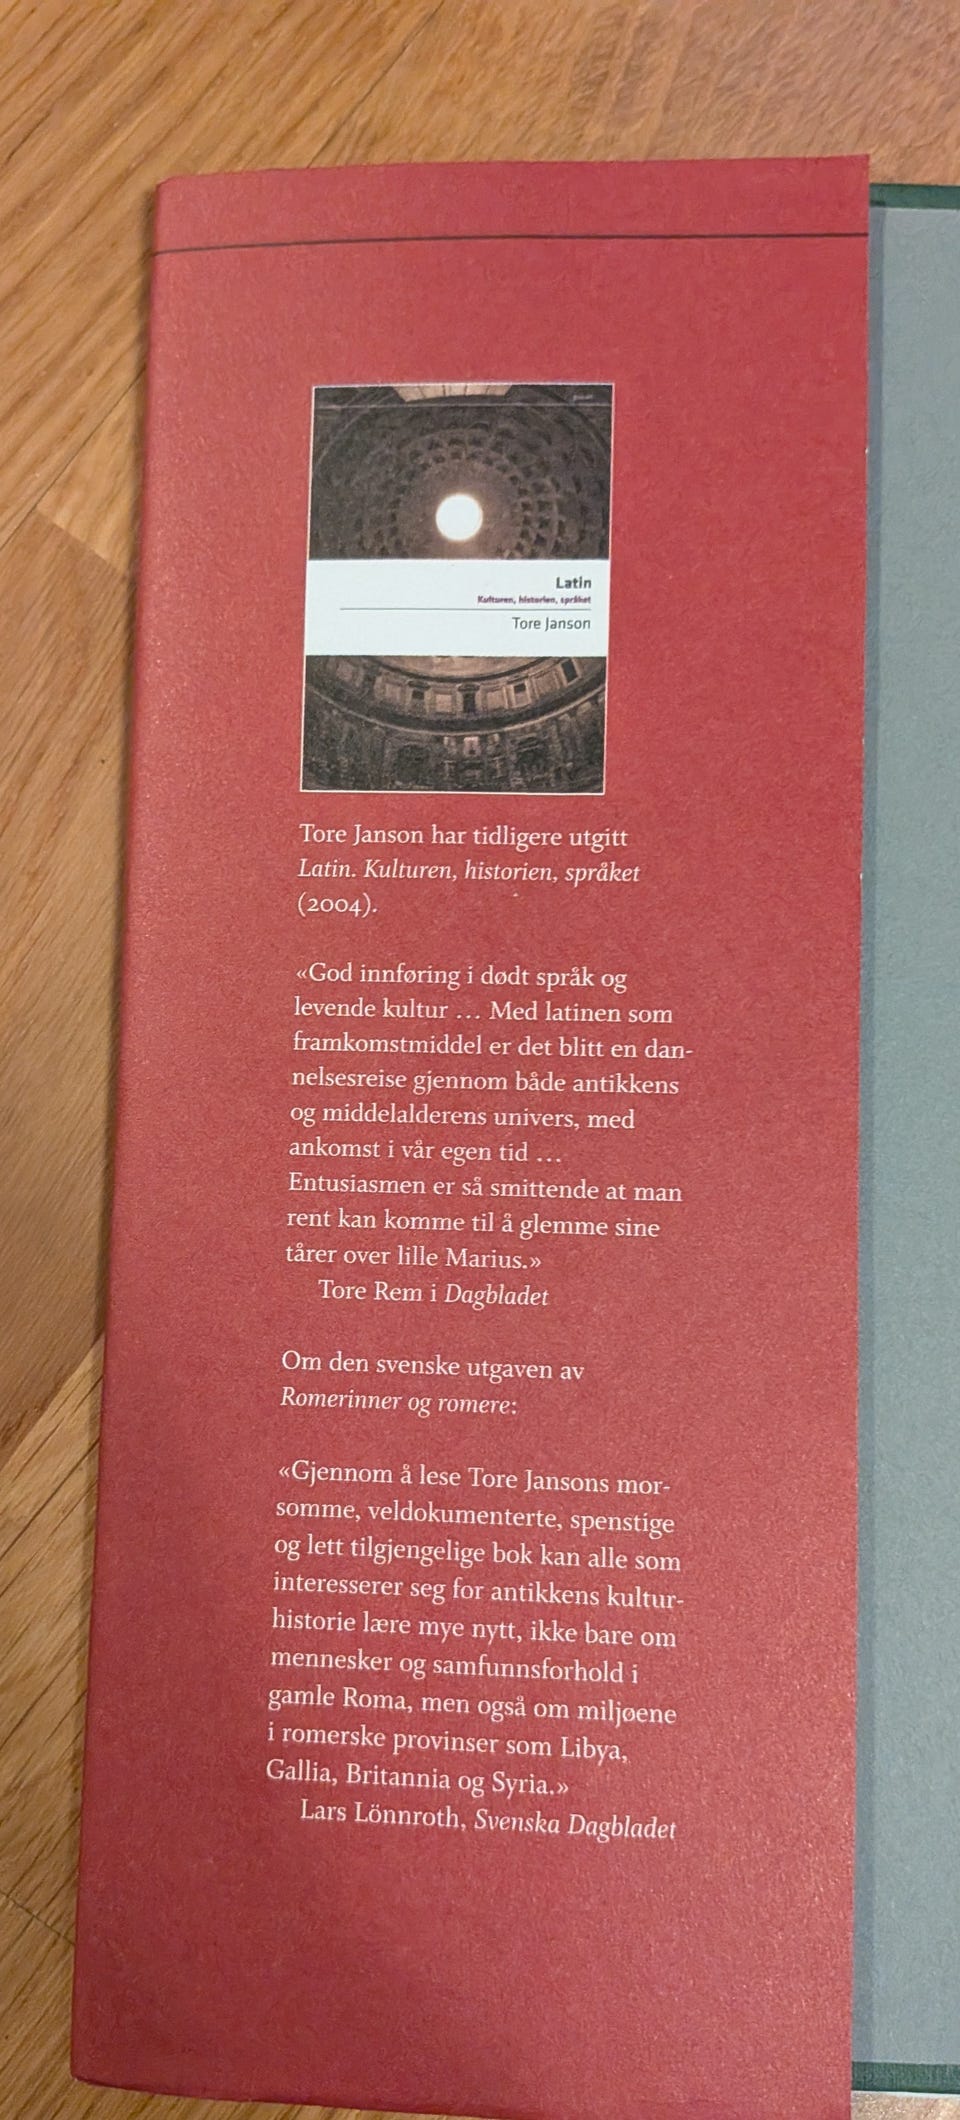 Latin
Kulturen, historien, språket
Tore Janson
Tore Janson har tidligere utgitt
Latin. Kulturen, historien, språket
(2004).
«God innføring i dødt språk og
levende kultur ... Med latinen som
framkomstmiddel er det blitt en dan-
nelsesreise gjennom både antikkens
og middelalderens univers, med
ankomst i vår egen tid ...
Entusiasmen er så smittende at man
rent kan komme til å glemme sine
tårer over lille Marius.»
Tore Rem i Dagbladet
Om den svenske utgaven av
Romerinner og romere:
«Gjennom å lese Tore Jansons mor-
somme, veldokumenterte, spenstige
og lett tilgjengelige bok kan alle som
interesserer seg for antikkens kultur-
historie lære mye nytt, ikke bare om
mennesker og samfunnsforhold i
gamle Roma, men også om miljøene
i romerske provinser som Libya,
Gallia, Britannia og Syria.»
Lars Lönnroth, Svenska Dagbladet